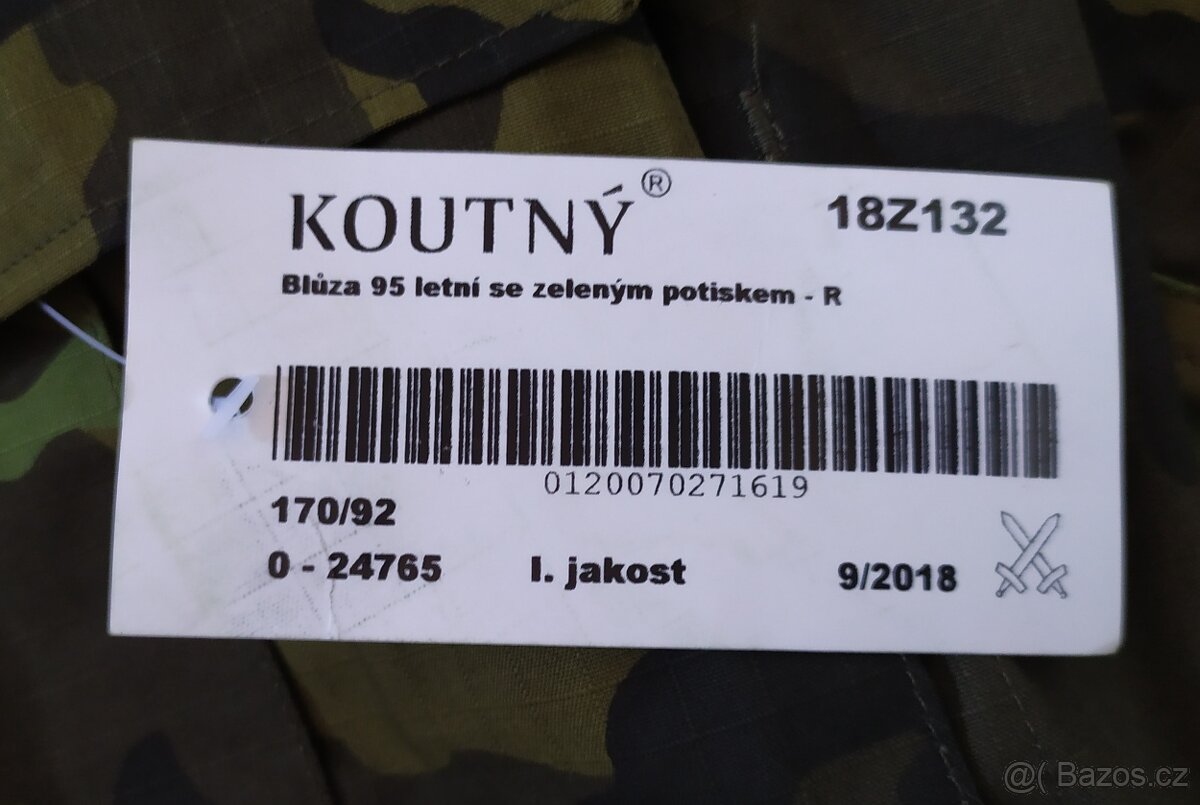 KOUTNÝ®
18Z132
Blůza 95 letní se zeleným potiskem - R
0120070271619
170/92
0 - 24765 I. jakost 9/2018
@( Bazos.cz